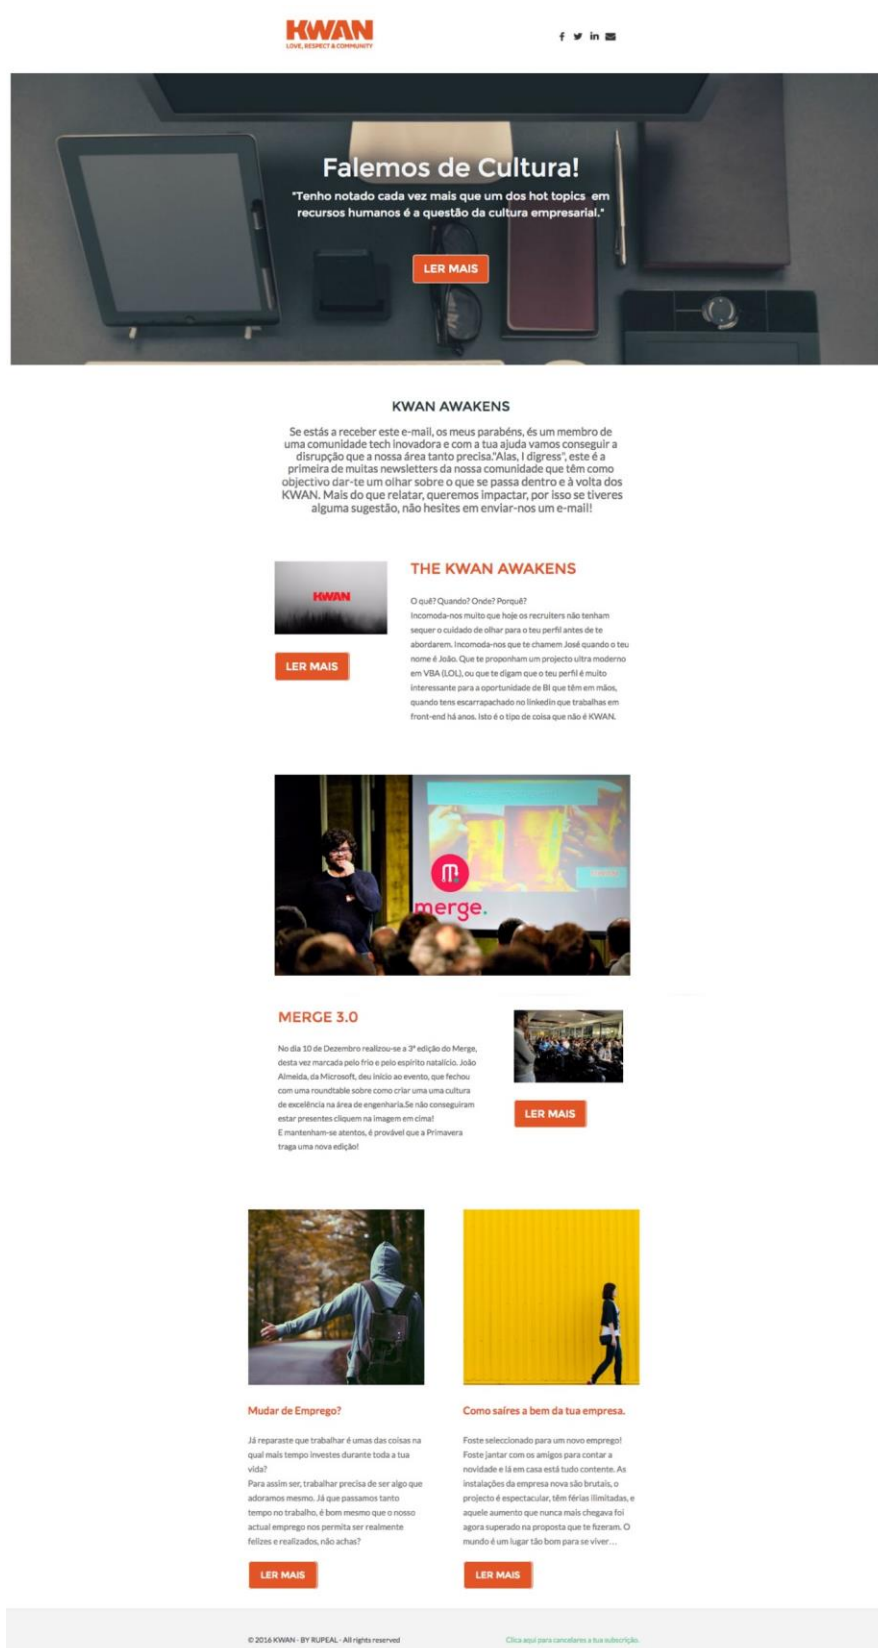 KWAN
LOVE, RESPECT & COMMUNITY
Falemos de Cultura!
"Tenho notado cada vez mais que um dos hot topics em
recursos humanos é a questão da cultura empresarial."
LER MAIS
KWAN AWAKENS
Se estás a receber este e-mail, os meus parabéns, és um membro de
uma comunidade tech inovadora e com a tua ajuda vamos conseguir a
disrupção que a nossa área tanto precisa."Alas, I digress", este é a
primeira de muitas newsletters da nossa comunidade que têm como
objectivo dar-te um olhar sobre o que se passa dentro e à volta dos
KWAN. Mais do que relatar, queremos impactar, por isso se tiveres
alguma sugestão, não hesites em enviar-nos um e-mail!
KWAN
LER MAIS
THE KWAN AWAKENS
O quê? Quando? Onde? Porquê?
Incomoda-nos muito que hoje os recruiters não tenham
sequer o cuidado de olhar para o teu perfil antes de te
abordarem. Incomoda-nos que te chamem José quando o teu
nome é João. Que te proponham um projecto ultra moderno
em VBA (LOL), ou que te digam que o teu perfil é muito
interessante para a oportunidade de BI que têm em mãos,
quando tens escarrapachado no linkedin que trabalhas em
front-end há anos. Isto é o tipo de coisa que não é KWAN.
merge.
MERGE 3.0
No dia 10 de Dezembro realizou-se a 3ª edição do Merge,
desta vez marcada pelo frio e pelo espírito natalício. João
Almeida, da Microsoft, deu início ao evento, que fechou
com uma roundtable sobre como criar uma uma cultura
de excelência na área de engenharia.Se não conseguiram
estar presentes cliquem na imagem em cima!
E mantenham-se atentos, é provável que a Primavera
traga uma nova edição!
LER MAIS
Mudar de Emprego?
Já reparaste que trabalhar é umas das coisas na
qual mais tempo investes durante toda a tua
vida?
Para assim ser, trabalhar precisa de ser algo que
adoramos mesmo. Já que passamos tanto
tempo no trabalho, é bom mesmo que o nosso
actual emprego nos permita ser realmente
felizes e realizados, não achas?
LER MAIS
Como saíres a bem da tua empresa.
Foste seleccionado para um novo emprego!
Foste jantar com os amigos para contar a
novidade e lá em casa está tudo contente. As
instalações da empresa nova são brutais, o
projecto é espectacular, têm férias ilimitadas, e
aquele aumento que nunca mais chegava foi
agora superado na proposta que te fizeram. O
mundo é um lugar tão bom para se viver…
LER MAIS
© 2016 KWAN - BY RUPEAL - All rights reserved
Clica aqui para cancelares a tua subscrição.